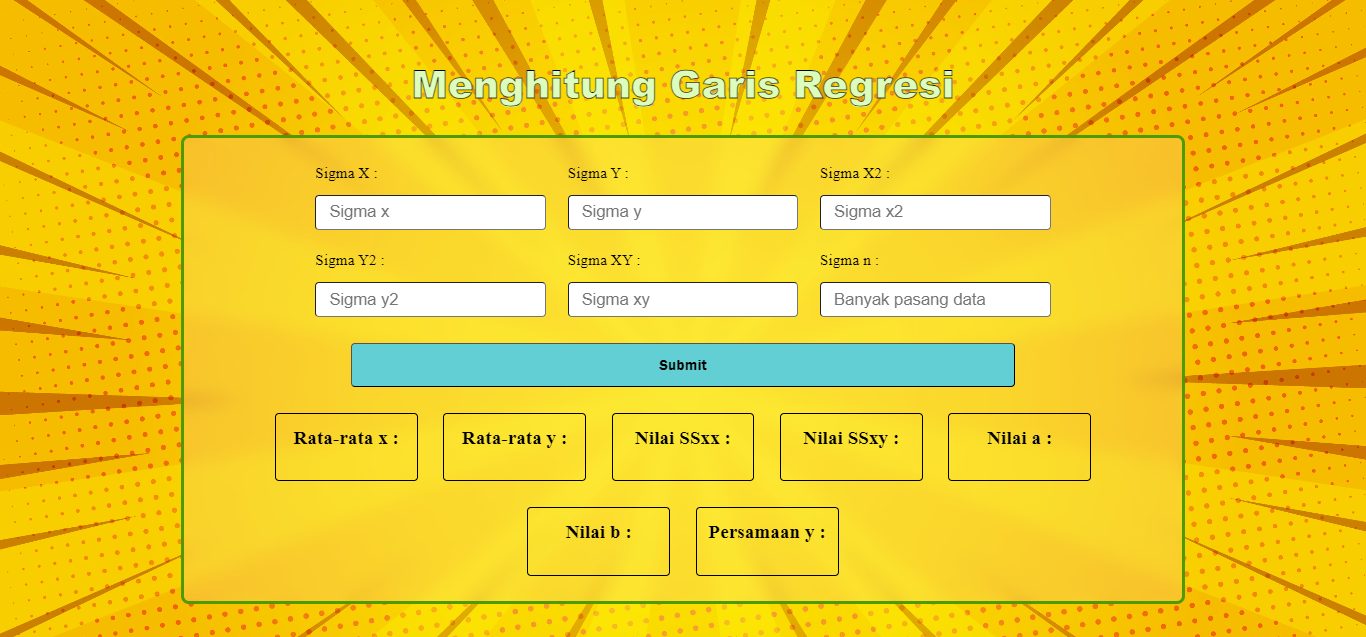 Menghitung Garis Regresi
Sigma X :
Sigma Y :
Sigma X2 :
Sigma x
Sigma y
Sigma x2
Sigma Y2 :
Sigma XY :
Sigma n :
Sigma y2
Sigma xy
Banyak pasang data
Submit
Rata-rata x :
Rata-rata y :
Nilai SSxx :
Nilai SSxy :
Nilai a :
Nilai b :
Persamaan y :